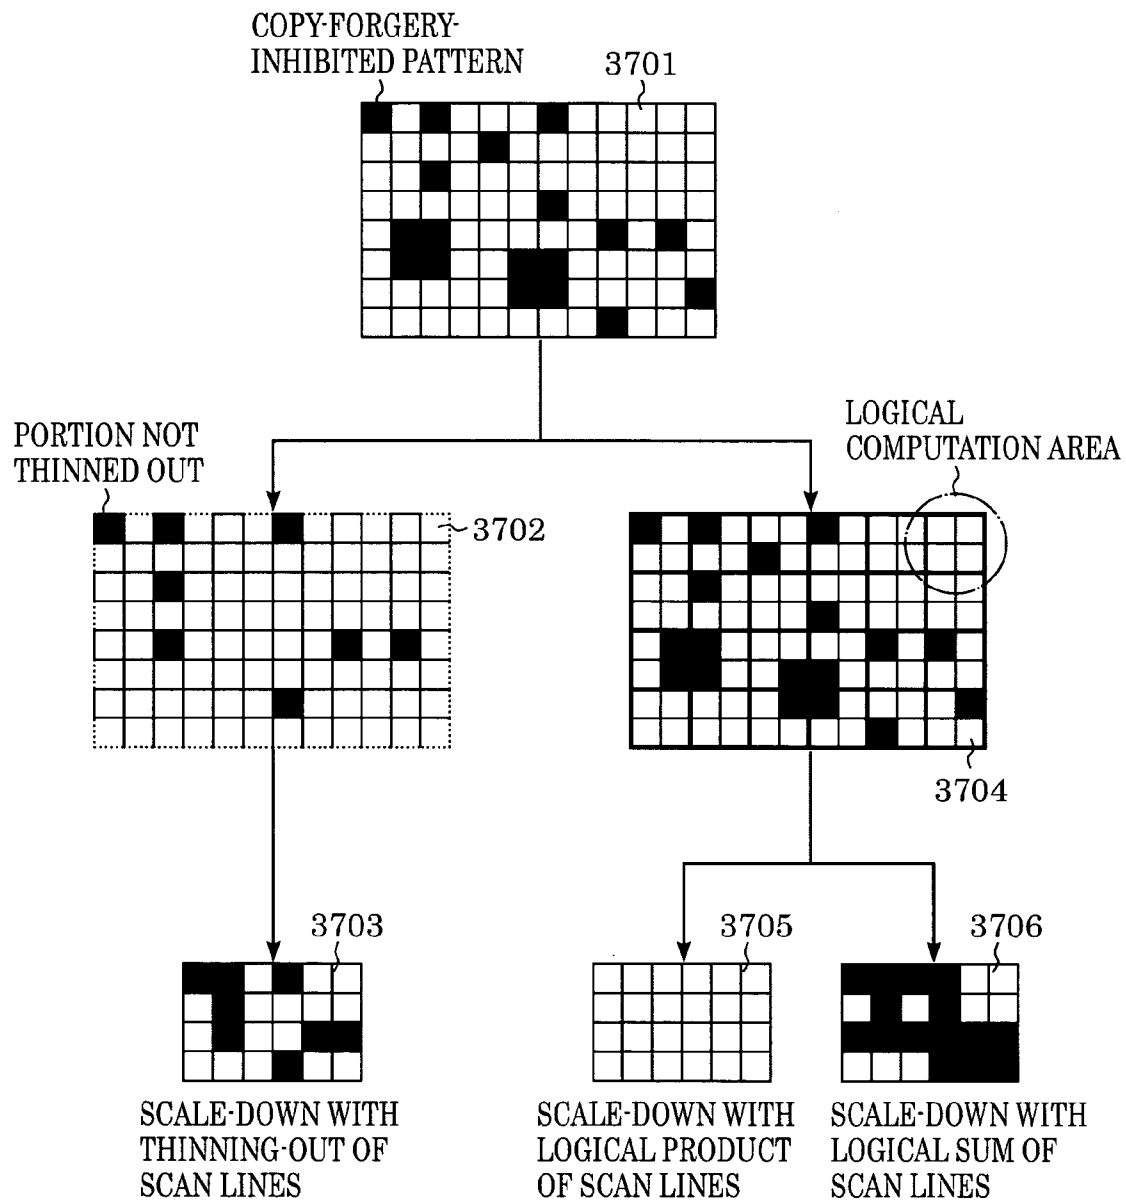 COPY-FORGERY-
INHIBITED PATTERN
3701
PORTION NOT
THINNED OUT
3702
LOGICAL
COMPUTATION AREA
3704
3703
3705
3706
SCALE-DOWN WITH
THINNING-OUT OF
SCAN LINES
SCALE-DOWN WITH
LOGICAL PRODUCT
OF SCAN LINES
SCALE-DOWN WITH
LOGICAL SUM OF
SCAN LINES